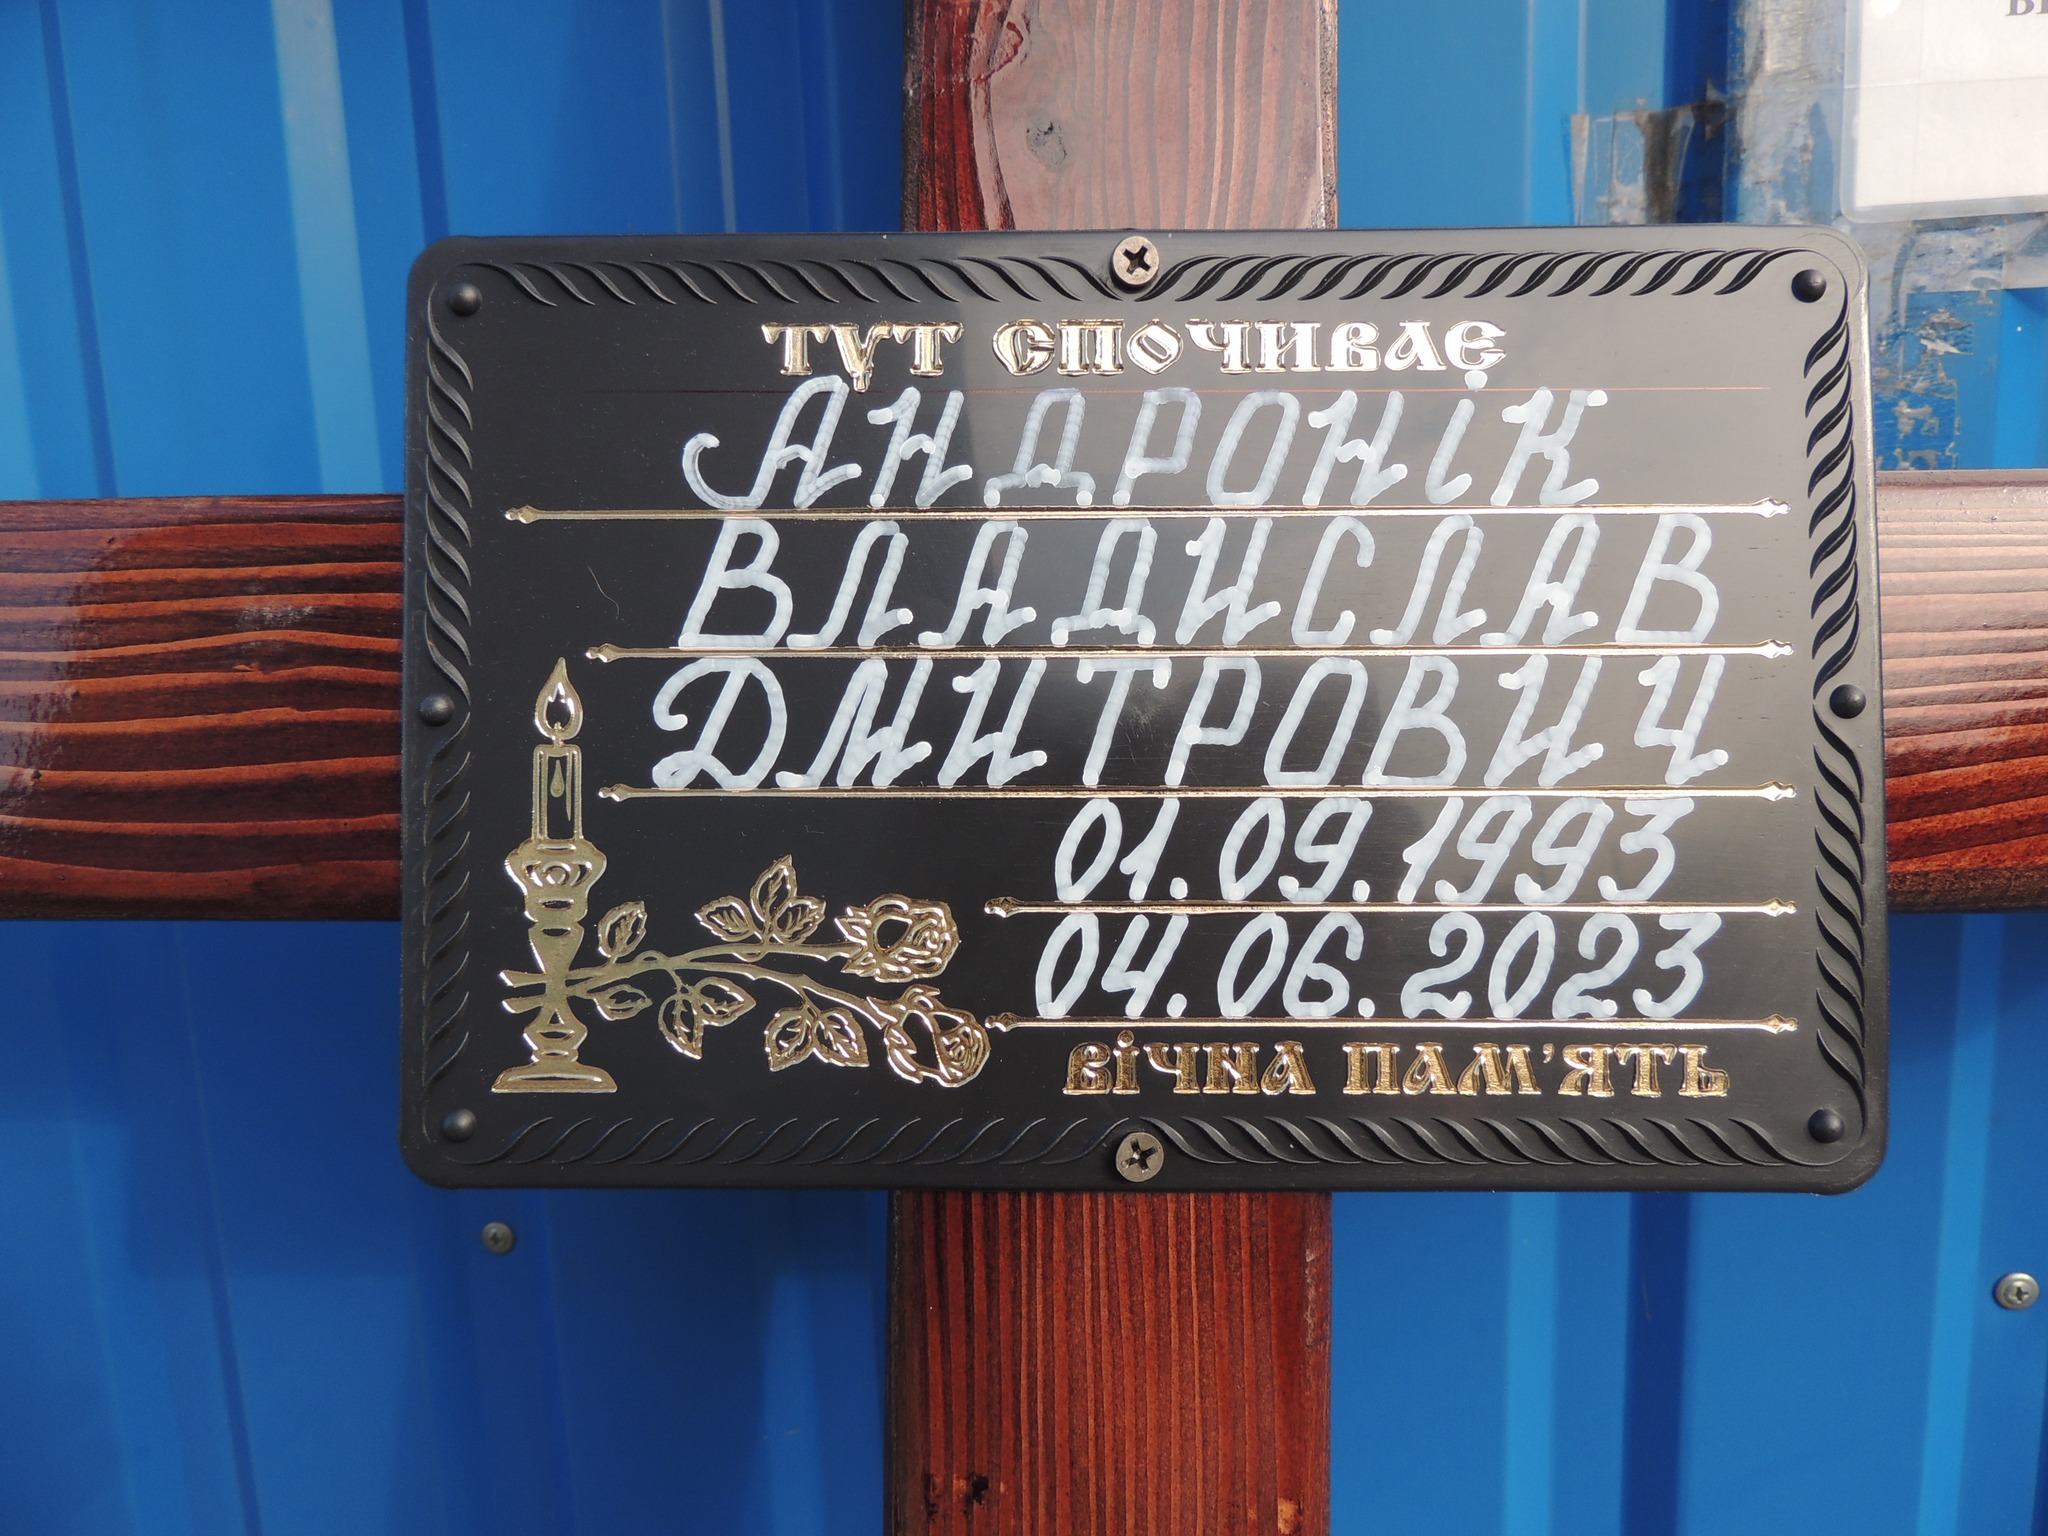 ТУТ СПОЧИВАЄ
АНДРОНІК
ВЛАДИСЛАВ
ДМИТРОВИЧ
01.09.1993
04.06.2023
ВІЧНА ПАМ'ЯТЬ